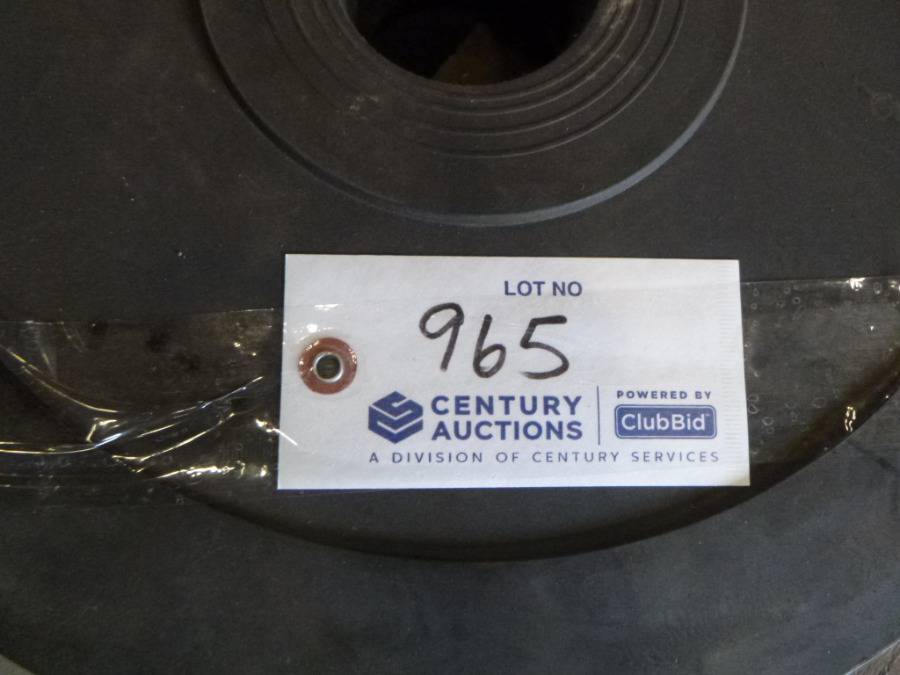 LOT NO
965
CENTURY
AUCTIONS
POWERED BY
ClubBid
A DIVISION OF CENTURY SERVICES